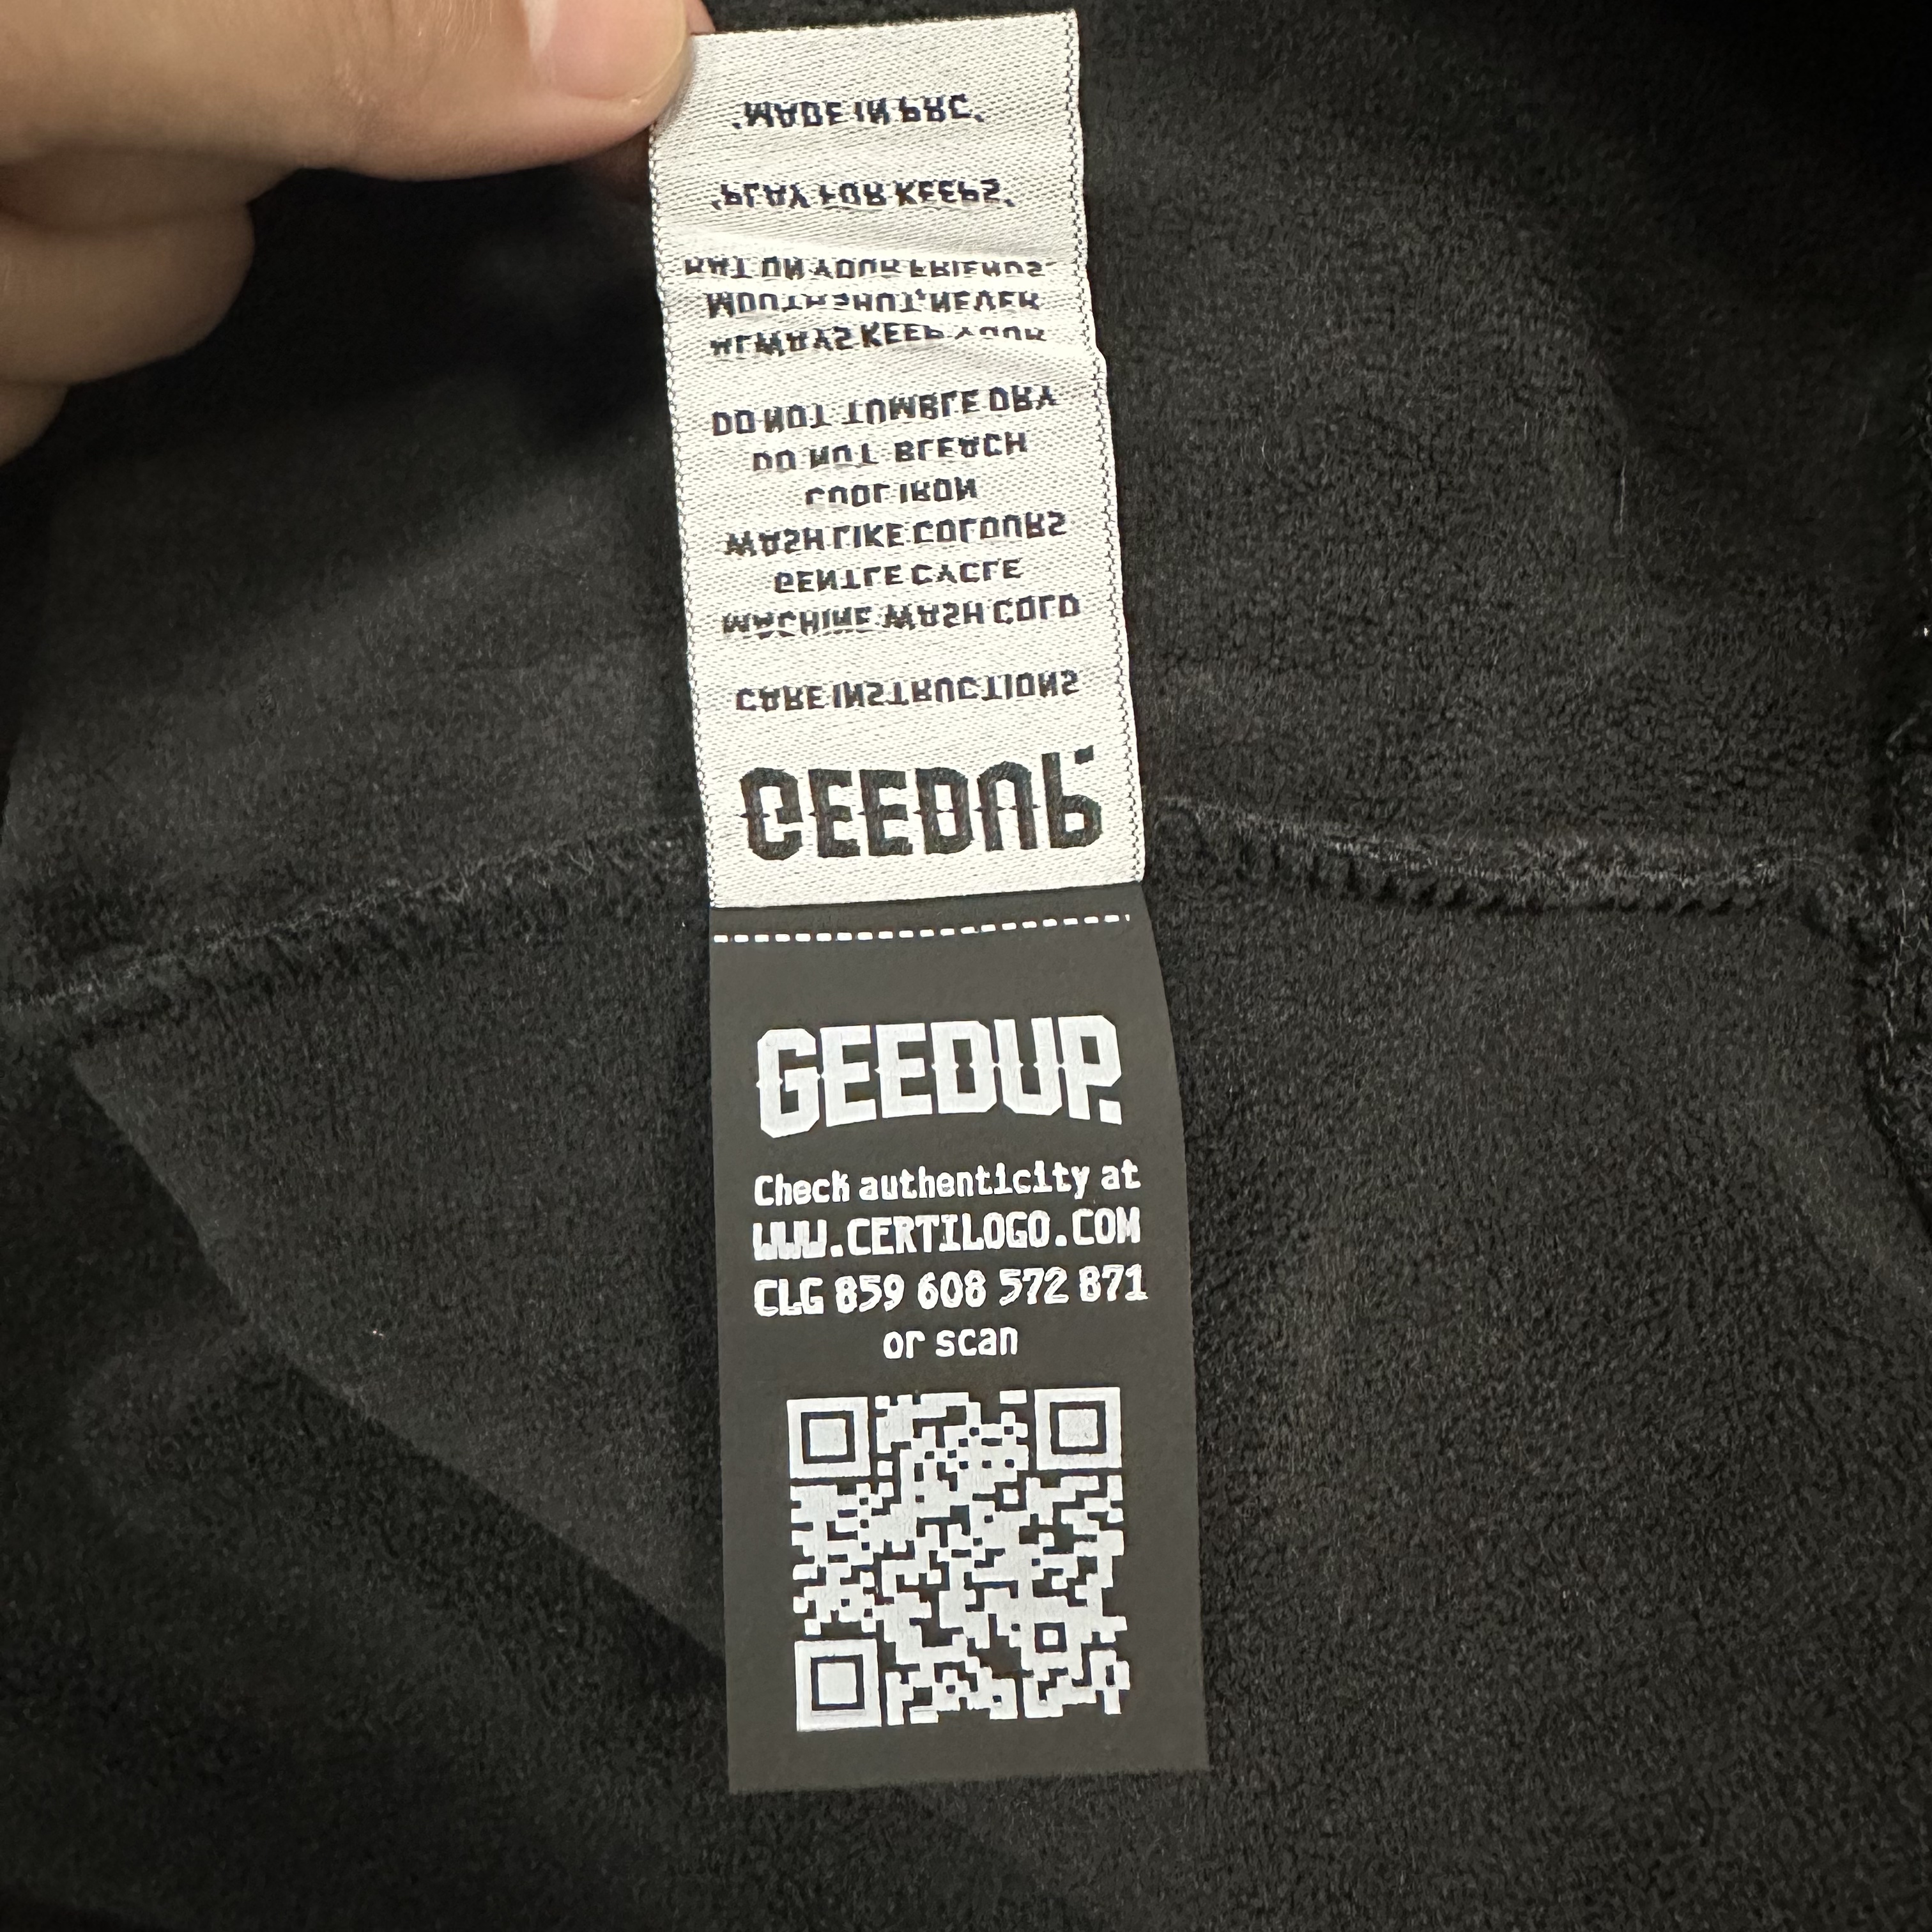 GEEDUP.
CARE INSTRUCTIONS
MACHINE WASH COLD
GENTLE CYCLE
WASH LIKE COLOURS
COOL IRON
DO NOT BLEACH
DO NOT TUMBLE DRY
ALWAYS KEEP YOUR
MOUTH SHUT, NEVER
RAT ON YOUR FRIENDS.
'PLAY FOR KEEPS'
'MADE IN PRC'
GEEDUP.
Check authenticity at
WWW.CERTILOGO.COM
CLG 859 608 572 871
or scan